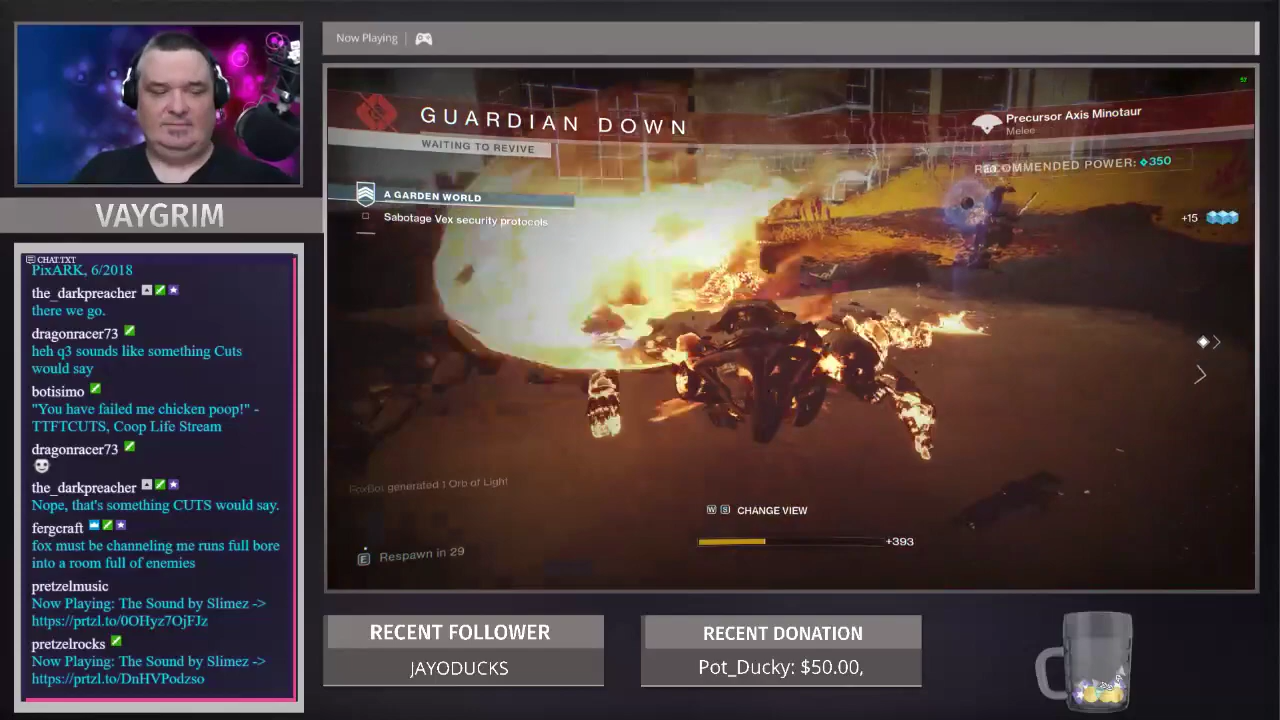 Now Playing
VAYGRIM
CHAT.TXT
PixARK, 6/2018
the_darkpreacher
there we go.
dragonracer73
heh q3 sounds like something Cuts
would say
botisimo
"You have failed me chicken poop!" -
TTFTCUTS, Coop Life Stream
dragonracer73
the_darkpreacher
Nope, that's something CUTS would say.
fergcraft
fox must be channeling me runs full bore
into a room full of enemies
pretzelmusic
Now Playing: The Sound by Slimez ->
https://prtzl.to/0OHyz7OjFJz
pretzelrocks
Now Playing: The Sound by Slimez ->
https://prtzl.to/DnHVPodzso
GUARDIAN DOWN
WAITING TO REVIVE
A GARDEN WORLD
Sabotage Vex security protocols
Precursor Axis Minotaur
Melee
RECOMMENDED POWER: 350
+15
FoxBot generated 1 Orb of Light
W S CHANGE VIEW
+393
E Respawn in 29
RECENT FOLLOWER
JAYODUCKS
RECENT DONATION
Pot_Ducky: $50.00,